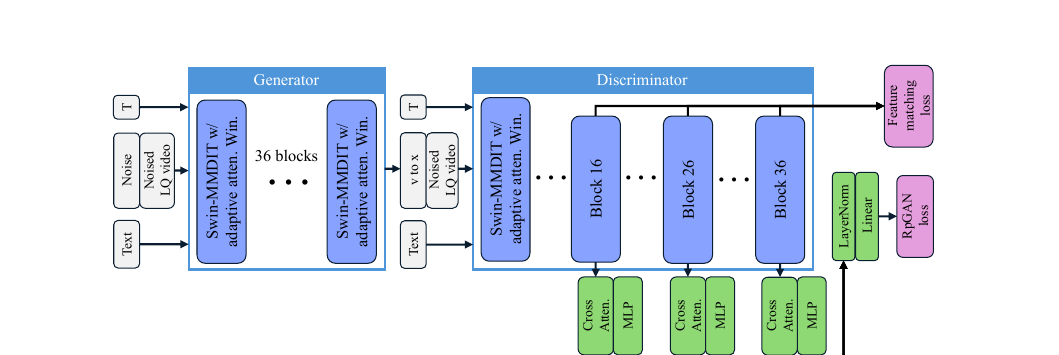 Generator
Discriminator
T
Noise
Noised
LQ video
Text
Swin-MMDIT w/
adaptive atten. Win.
36 blocks
Swin-MMDIT w/
adaptive atten. Win.
T
v to x
Noised
LQ video
Text
Swin-MMDIT w/
adaptive atten. Win.
Block 16
Block 26
Block 36
Feature
matching
loss
LayerNorm
Linear
RpGAN
loss
Cross
Atten.
MLP
Cross
Atten.
MLP
Cross
Atten.
MLP